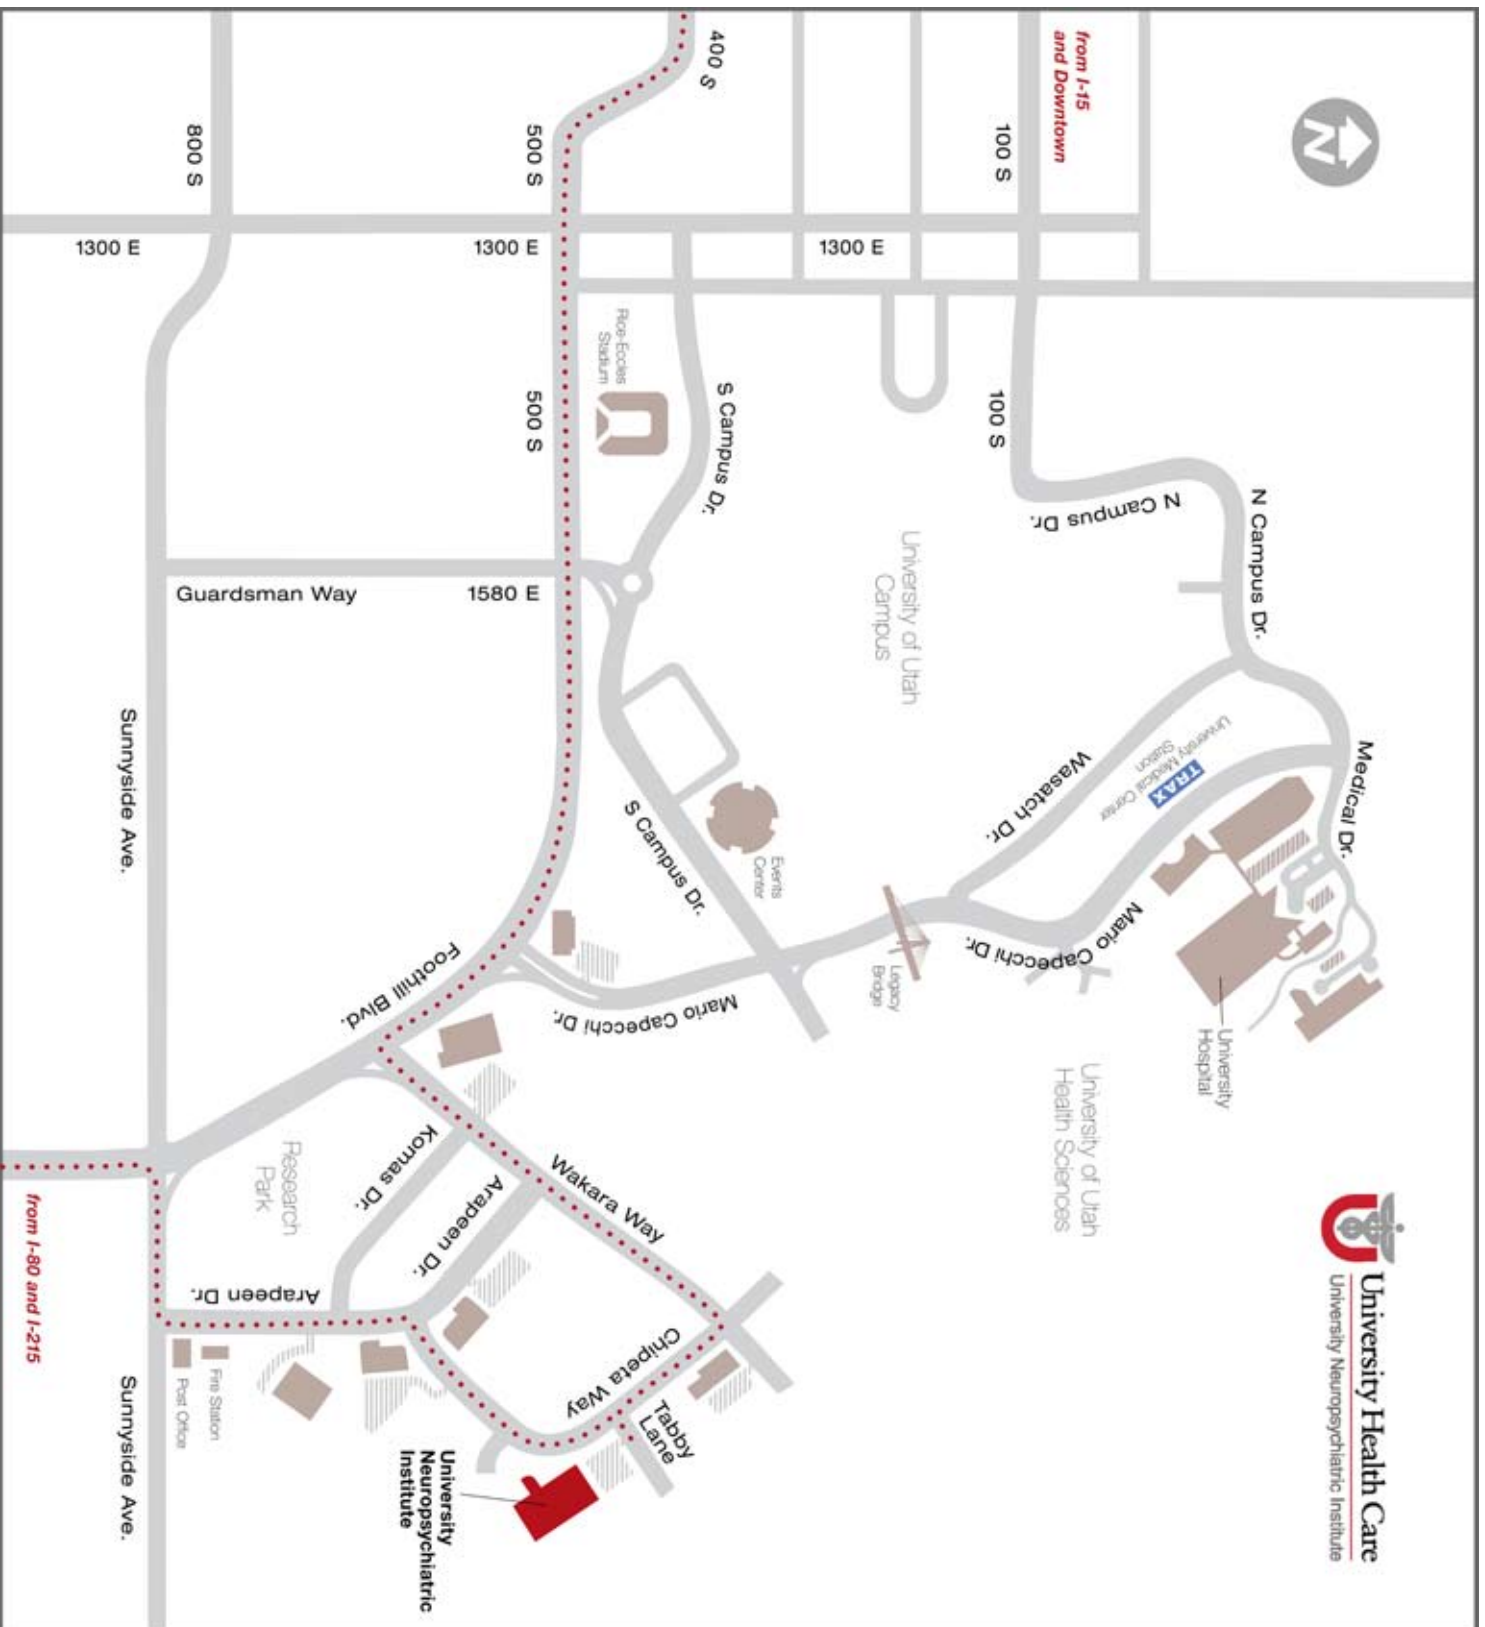 from I-15
and Downtown
N
400 S
800 S
500 S
100 S
1300 E
1300 E
1300 E
Rice-Eccles
Stadium
S Campus Dr.
500 S
100 S
N Campus Dr.
N Campus Dr.
University of Utah
Campus
Guardsman Way
1580 E
Sunnyside Ave.
Wasatch Dr.
University Medical Center
Station
TRAX
Medical Dr.
S Campus Dr.
Events
Center
Mario Capecchi Dr.
Legacy
Bridge
Foothill Blvd.
Mario Capecchi Dr.
University
Hospital
University of Utah
Health Sciences
Research
Park
Komas Dr.
Arapeen Dr.
Wakara Way
Arapeen Dr.
from I-80 and I-215
Chipeta Way
Tabby
Lane
Fire Station
Post Office
Sunnyside Ave.
University
Neuropsychiatric
Institute
U
University Health Care
University Neuropsychiatric Institute